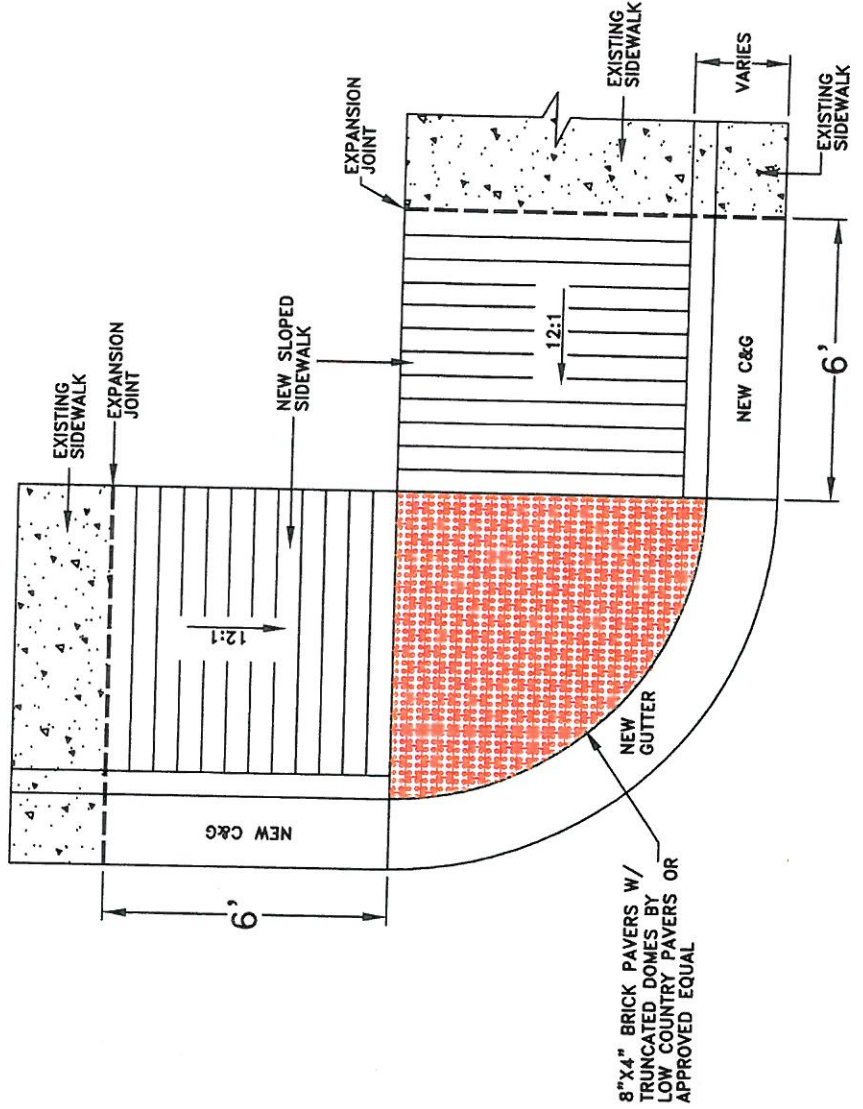 EXISTING
SIDEWALK
EXPANSION
JOINT
NEW SLOPED
SIDEWALK
12:1
NEW C&G
9'
EXPANSION
JOINT
EXISTING
SIDEWALK
VARIES
EXISTING
SIDEWALK
12:1
NEW C&G
6'
NEW
GUTTER
8"X4" BRICK PAVERS W/
TRUNCATED DOMES BY
LOW COUNTRY PAVERS OR
APPROVED EQUAL